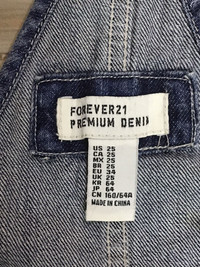 FOREVER21
PREMIUM DENIM
US 25
CA 25
MX 25
BR 25
EU 34
UK 25
KR 64
JP 64
CN 160/64A
MADE IN CHINA